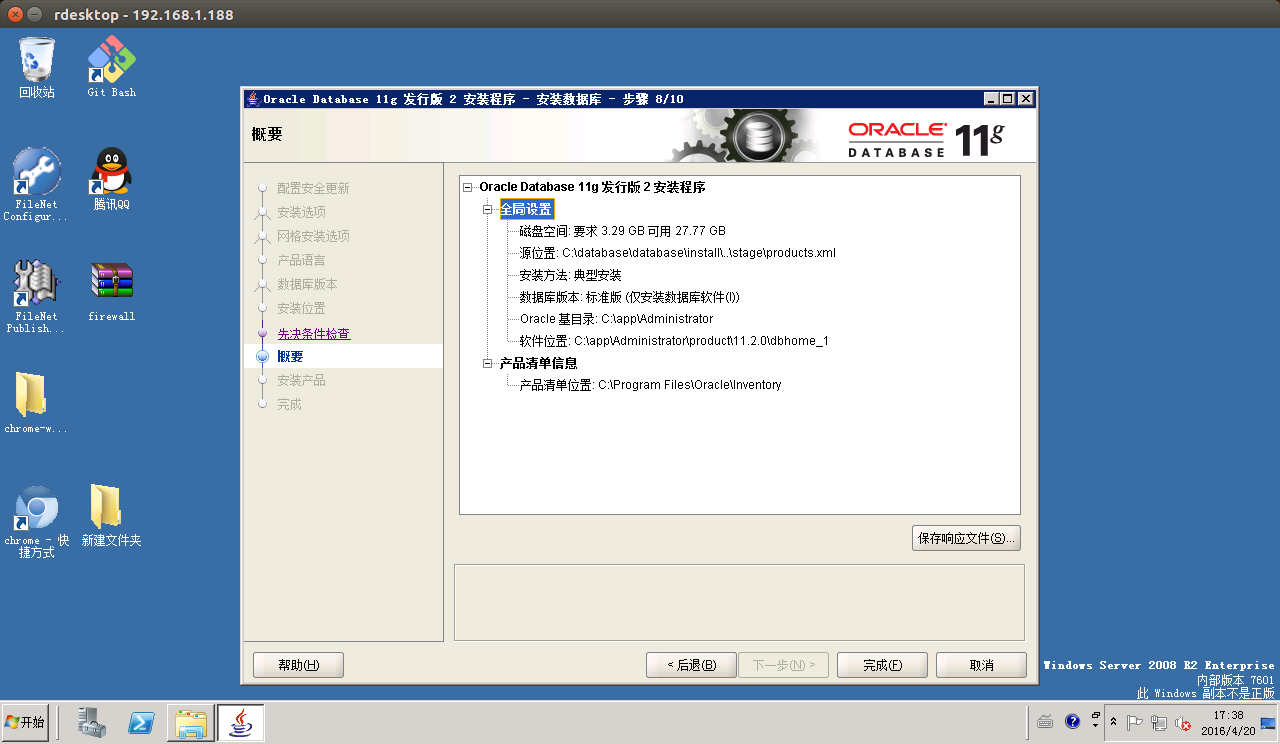 rdesktop - 192.168.1.188
回收站
Git Bash
FileNet
Configur...
腾讯QQ
FileNet
Publish...
firewall
chrome-w...
chrome - 快
捷方式
新建文件夹
Oracle Database 11g 发行版 2 安装程序 - 安装数据库 - 步骤 8/10
概要
ORACLE
DATABASE
11g
配置安全更新
安装选项
网格安装选项
产品语言
数据库版本
安装位置
先决条件检查
概要
安装产品
完成
Oracle Database 11g 发行版 2 安装程序
全局设置
磁盘空间: 要求 3.29 GB 可用 27.77 GB
源位置: C:\database\database\install\..\stage\products.xml
安装方法: 典型安装
数据库版本: 标准版 (仅安装数据库软件(I))
Oracle 基目录: C:\app\Administrator
软件位置: C:\app\Administrator\product\11.2.0\dbhome_1
产品清单信息
产品清单位置: C:\Program Files\Oracle\Inventory
保存响应文件(S)...
帮助(H)
< 后退(B)
下一步(N) >
完成(F)
取消
Windows Server 2008 R2 Enterprise
内部版本 7601
此 Windows 副本不是正版
开始
17:38
2016/4/20